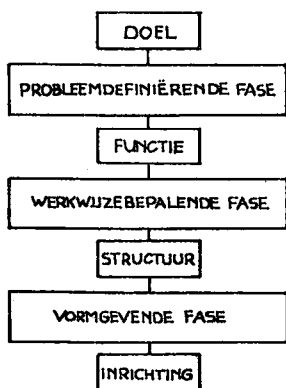 DOEL
PROBLEEMDEFINIËRENDE FASE
FUNCTIE
WERKWIJZEBEPALENDE FASE
STRUCTUUR
VORMGEVENDE FASE
INRICHTING